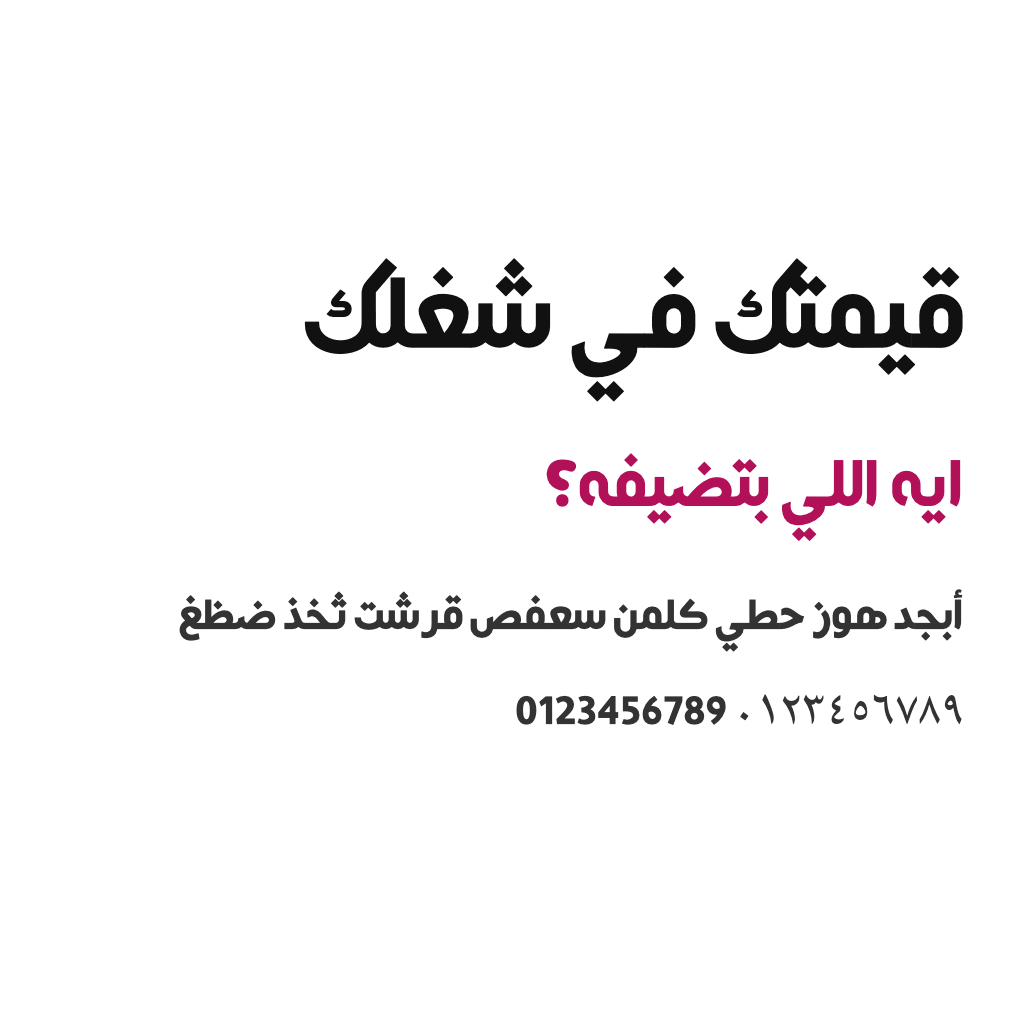 قيمتك في شغلك
ايه اللي بتضيفه؟
أبجد هوز حطي كلمن سعفص قرشت ثخذ ضظغ
0123456789 ٠١٢٣٤٥٦٧٨٩